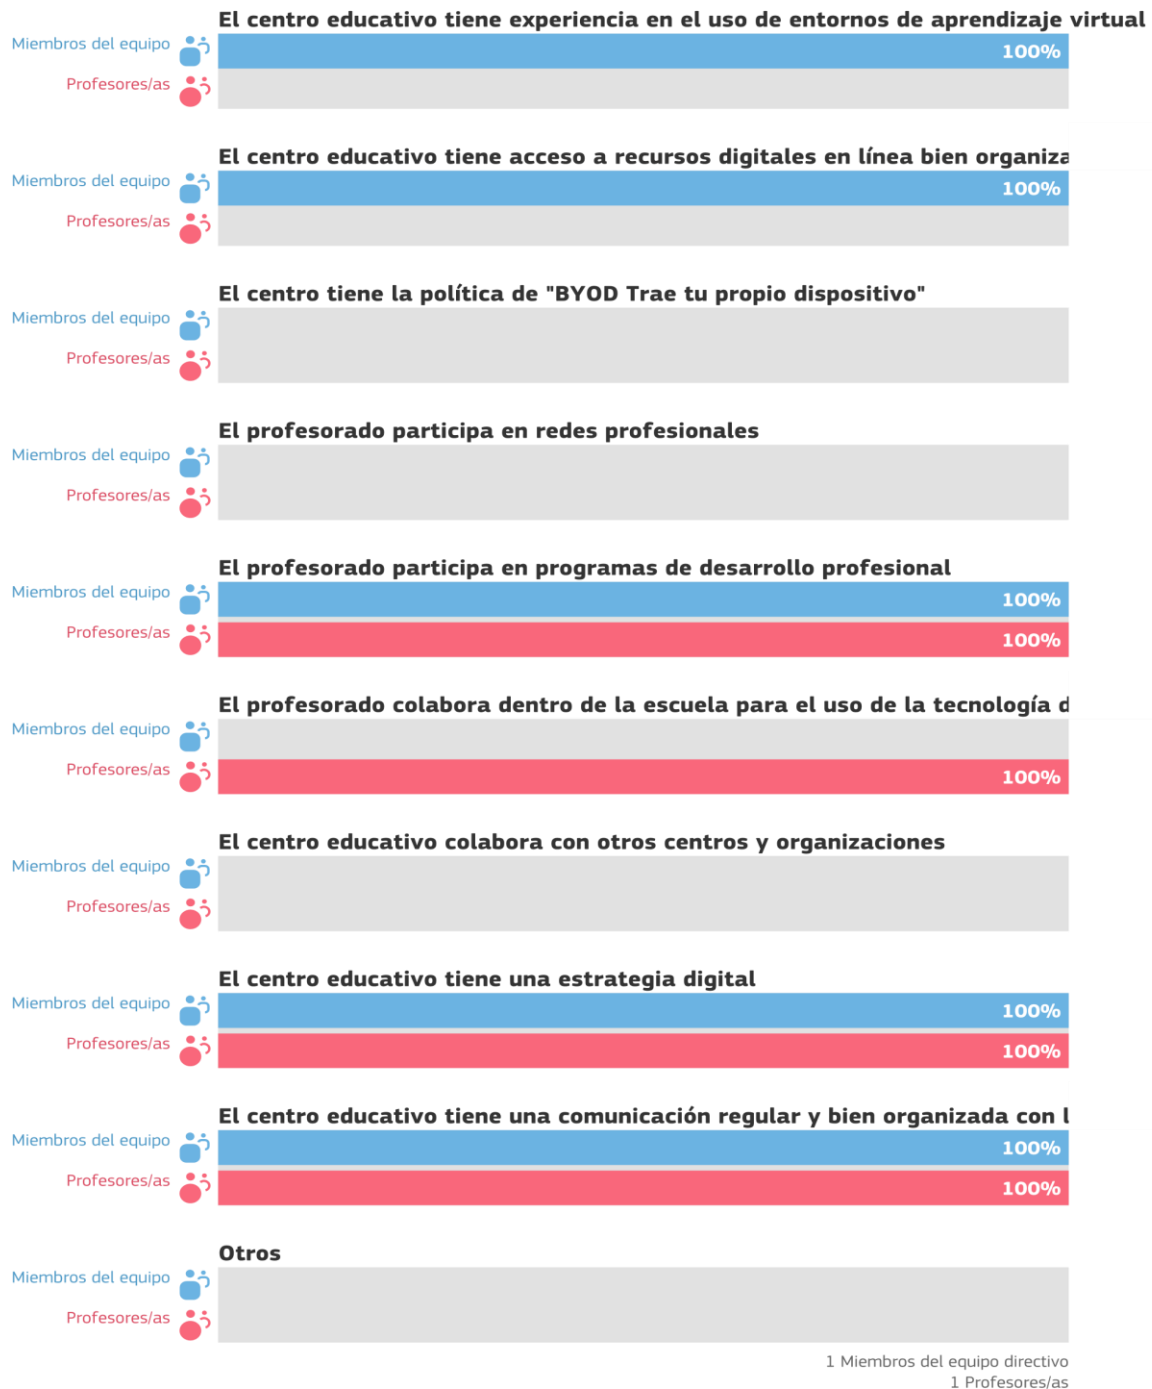 El centro educativo tiene experiencia en el uso de entornos de aprendizaje virtual
Miembros del equipo
100%
Profesores/as
El centro educativo tiene acceso a recursos digitales en línea bien organiza
Miembros del equipo
100%
Profesores/as
El centro tiene la política de "BYOD Trae tu propio dispositivo"
Miembros del equipo
Profesores/as
El profesorado participa en redes profesionales
Miembros del equipo
Profesores/as
El profesorado participa en programas de desarrollo profesional
Miembros del equipo
100%
Profesores/as
100%
El profesorado colabora dentro de la escuela para el uso de la tecnología d
Miembros del equipo
Profesores/as
100%
El centro educativo colabora con otros centros y organizaciones
Miembros del equipo
Profesores/as
El centro educativo tiene una estrategia digital
Miembros del equipo
100%
Profesores/as
100%
El centro educativo tiene una comunicación regular y bien organizada con l
Miembros del equipo
100%
Profesores/as
100%
Otros
Miembros del equipo
Profesores/as
1 Miembros del equipo directivo
1 Profesores/as